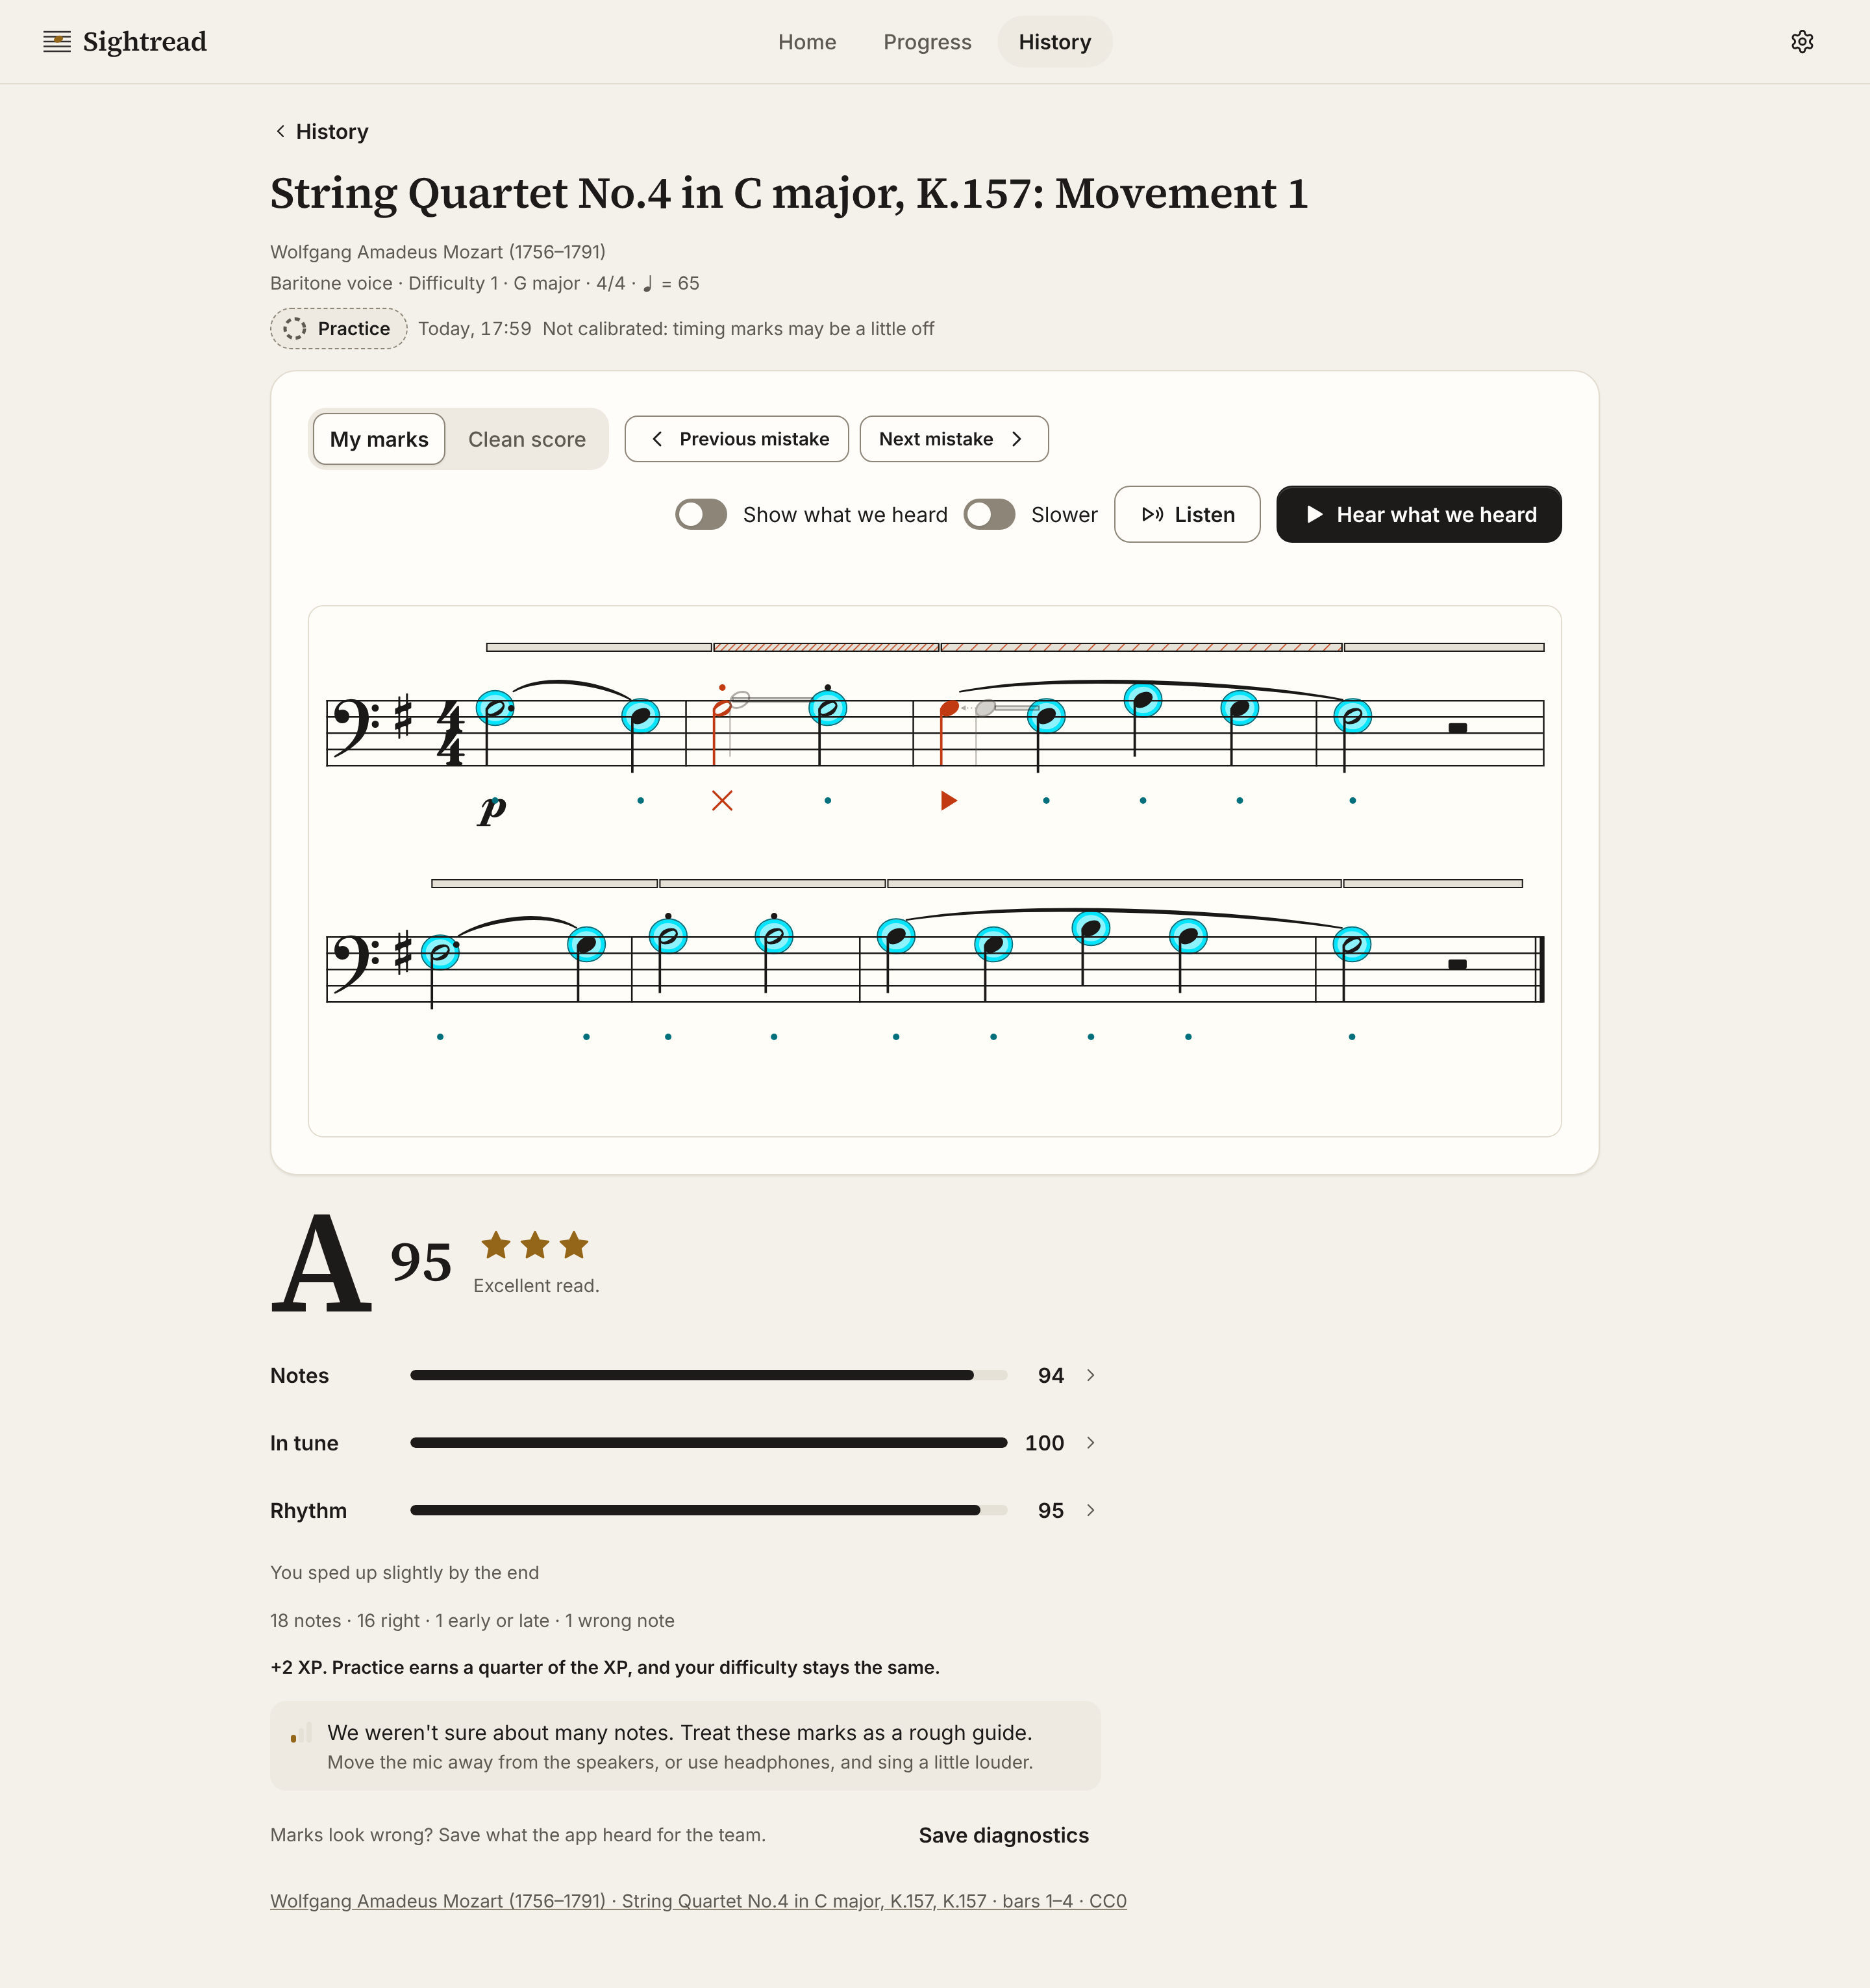 Sightread
Home
Progress
History
History
String Quartet No.4 in C major, K.157: Movement 1
Wolfgang Amadeus Mozart (1756–1791)
Baritone voice · Difficulty 1 · G major · 4/4 · ♩ = 65
Practice
Today, 17:59 Not calibrated: timing marks may be a little off
My marks
Clean score
Previous mistake
Next mistake
Show what we heard
Slower
Listen
Hear what we heard
4
4
p
A
95
Excellent read.
Notes
94
In tune
100
Rhythm
95
You sped up slightly by the end
18 notes · 16 right · 1 early or late · 1 wrong note
+2 XP. Practice earns a quarter of the XP, and your difficulty stays the same.
We weren't sure about many notes. Treat these marks as a rough guide.
Move the mic away from the speakers, or use headphones, and sing a little louder.
Marks look wrong? Save what the app heard for the team.
Save diagnostics
Wolfgang Amadeus Mozart (1756–1791) · String Quartet No.4 in C major, K.157, K.157 · bars 1–4 · CC0